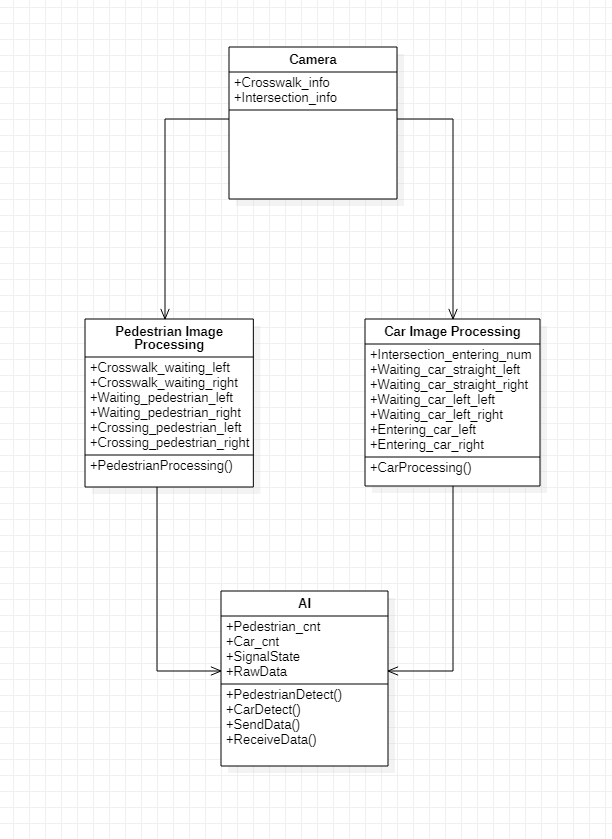 Camera
+Crosswalk_info
+Intersection_info
Pedestrian Image
Processing
+Crosswalk_waiting_left
+Crosswalk_waiting_right
+Waiting_pedestrian_left
+Waiting_pedestrian_right
+Crossing_pedestrian_left
+Crossing_pedestrian_right
+PedestrianProcessing()
Car Image Processing
+Intersection_entering_num
+Waiting_car_straight_left
+Waiting_car_straight_right
+Waiting_car_left_left
+Waiting_car_left_right
+Entering_car_left
+Entering_car_right
+CarProcessing()
AI
+Pedestrian_cnt
+Car_cnt
+SignalState
+RawData
+PedestrianDetect()
+CarDetect()
+SendData()
+ReceiveData()